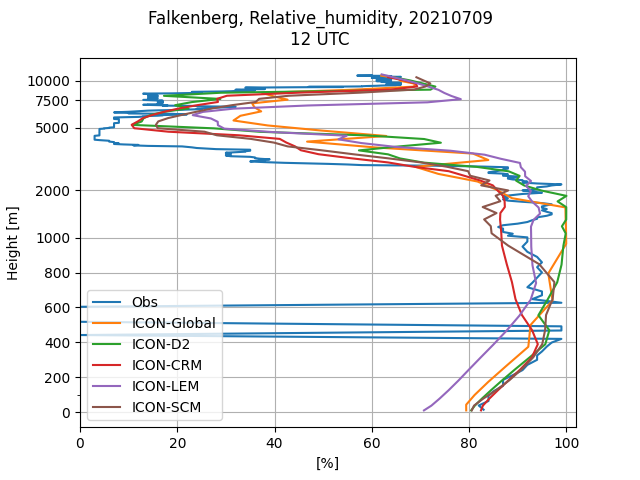 Falkenberg, Relative_humidity, 20210709
12 UTC
Height [m]
10000
7500
5000
2000
1000
800
600
400
200
0
Obs
ICON-Global
ICON-D2
ICON-CRM
ICON-LEM
ICON-SCM
0 20 40 60 80 100
[%]